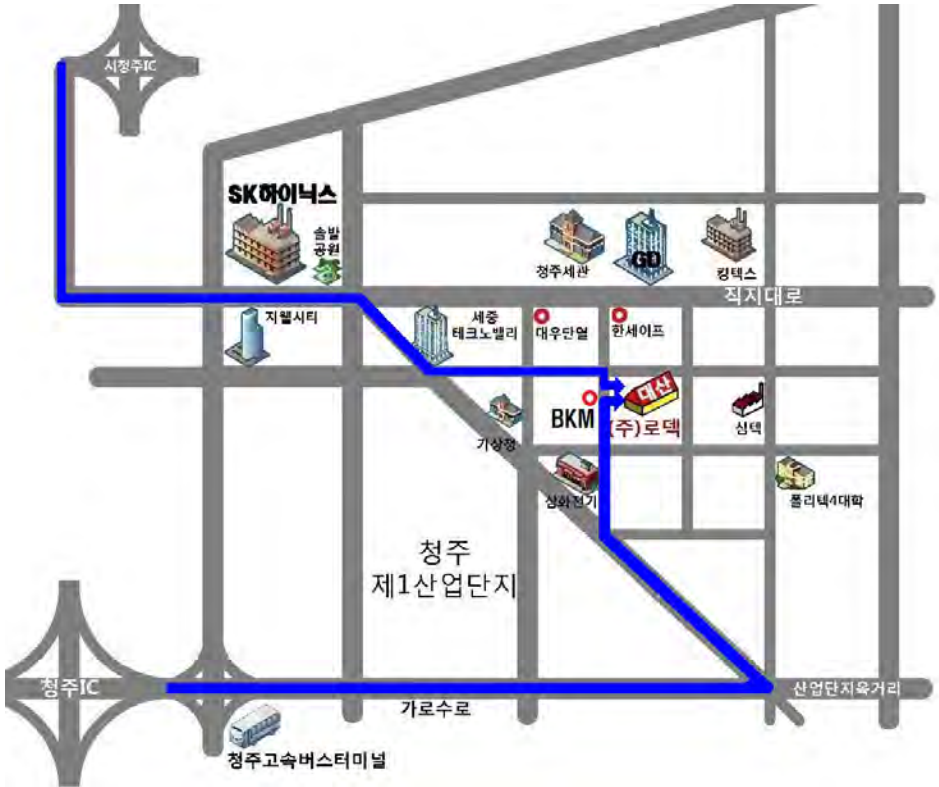 서청주IC
SK하이닉스
솔밭
공원
청주세관
GD
킹텍스
직지대로
지웰시티
세중
테크노밸리
대우단열
한세이프
대산
BKM
(주)로덱
심텍
기상청
삼화전기
폴리텍4대학
청주
제1산업단지
청주IC
산업단지육거리
가로수로
청주고속버스터미널